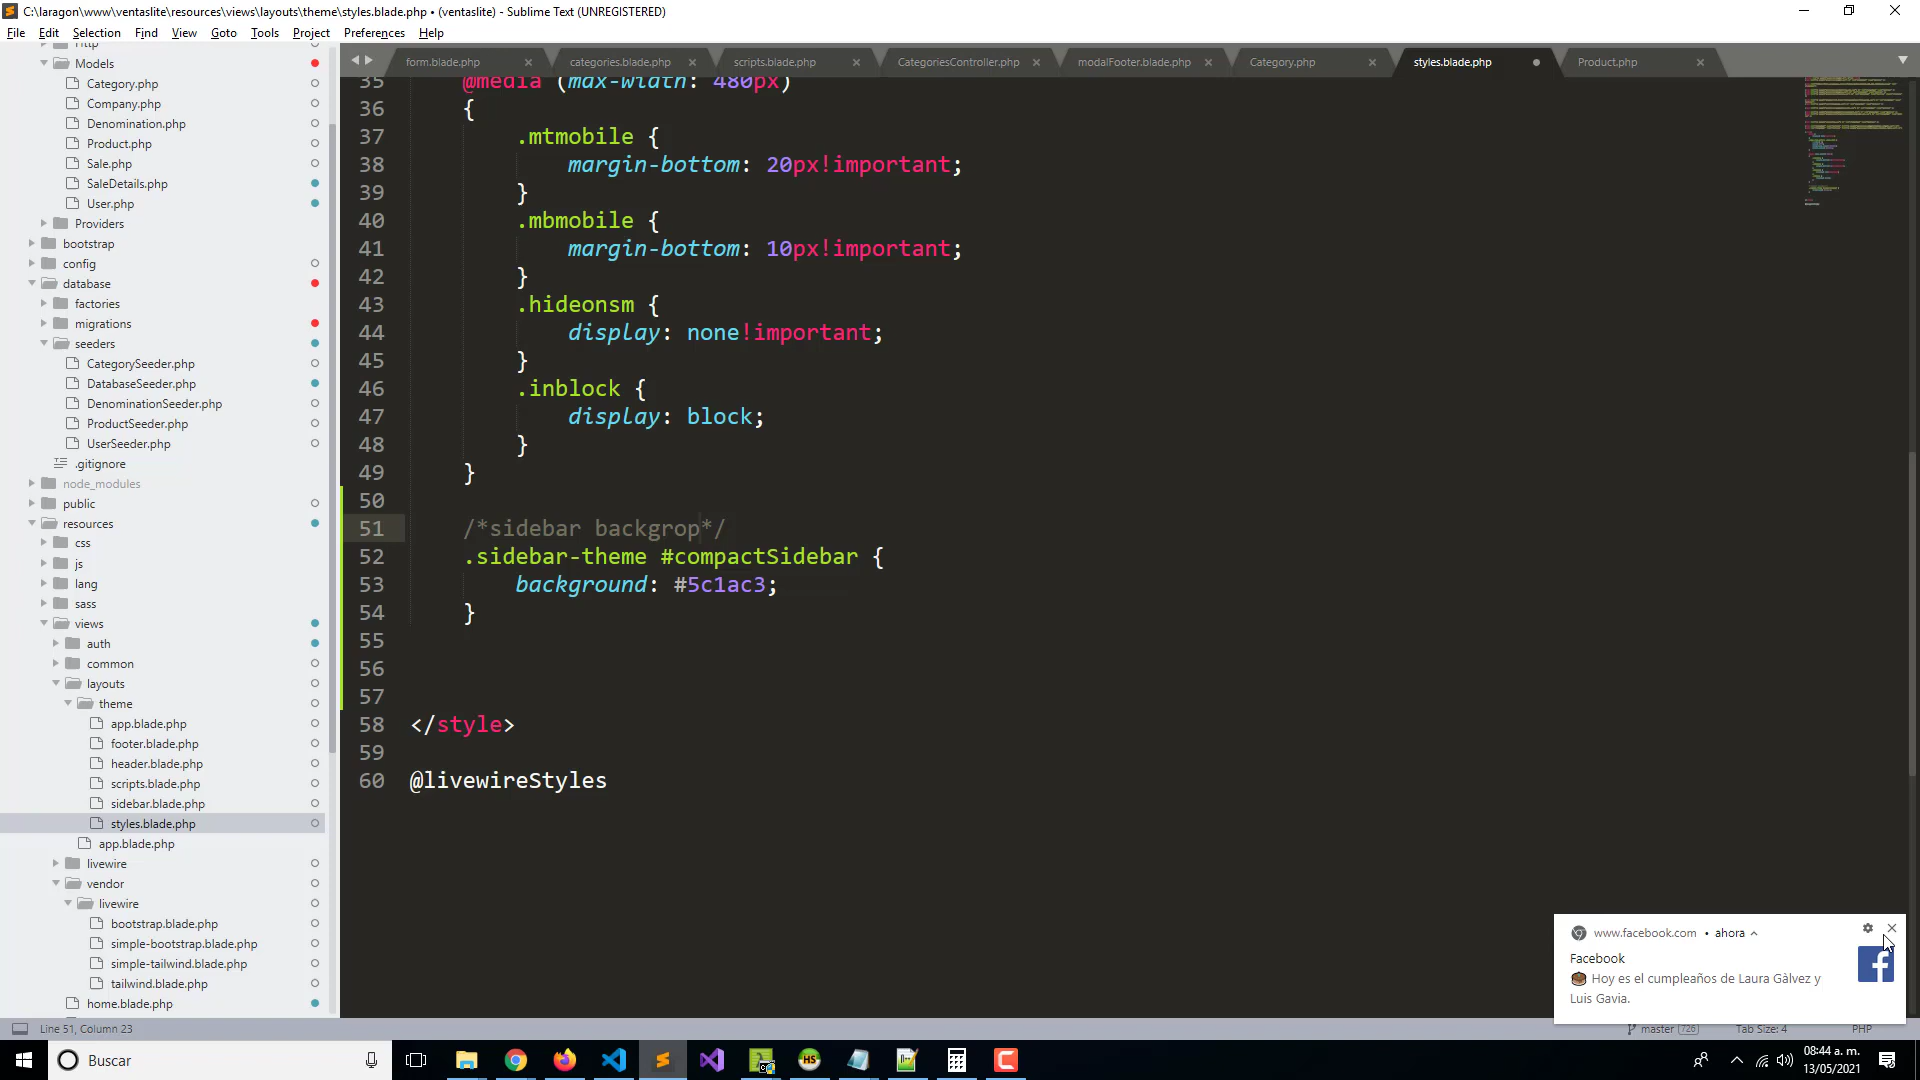 C:\laragon\www\ventaslite\resources\views\layouts\theme\styles.blade.php • (ventaslite) - Sublime Text (UNREGISTERED)
File Edit Selection Find View Goto Tools Project Preferences Help
form.blade.php categories.blade.php scripts.blade.php CategoriesController.php modalFooter.blade.php Category.php styles.blade.php Product.php
Http
Models
Category.php
Company.php
Denomination.php
Product.php
Sale.php
SaleDetails.php
User.php
Providers
bootstrap
config
database
factories
migrations
seeders
CategorySeeder.php
DatabaseSeeder.php
DenominationSeeder.php
ProductSeeder.php
UserSeeder.php
.gitignore
node_modules
public
resources
css
js
lang
sass
views
auth
common
layouts
theme
app.blade.php
footer.blade.php
header.blade.php
scripts.blade.php
sidebar.blade.php
styles.blade.php
app.blade.php
livewire
vendor
livewire
bootstrap.blade.php
simple-bootstrap.blade.php
simple-tailwind.blade.php
tailwind.blade.php
home.blade.php
35 @media (max-width: 480px)
36 {
37 .mtmobile {
38 margin-bottom: 20px!important;
39 }
40 .mbmobile {
41 margin-bottom: 10px!important;
42 }
43 .hideonsm {
44 display: none!important;
45 }
46 .inblock {
47 display: block;
48 }
49 }
50
51 /*sidebar backgrop*/
52 .sidebar-theme #compactSidebar {
53 background: #5c1ac3;
54 }
55
56
57
58 </style>
59
60 @livewireStyles
www.facebook.com • ahora
Facebook
Hoy es el cumpleaños de Laura Gàlvez y
Luis Gavia.
Line 51, Column 23
master 726 Tab Size: 4 PHP
Buscar
HS
08:44 a. m.
13/05/2021